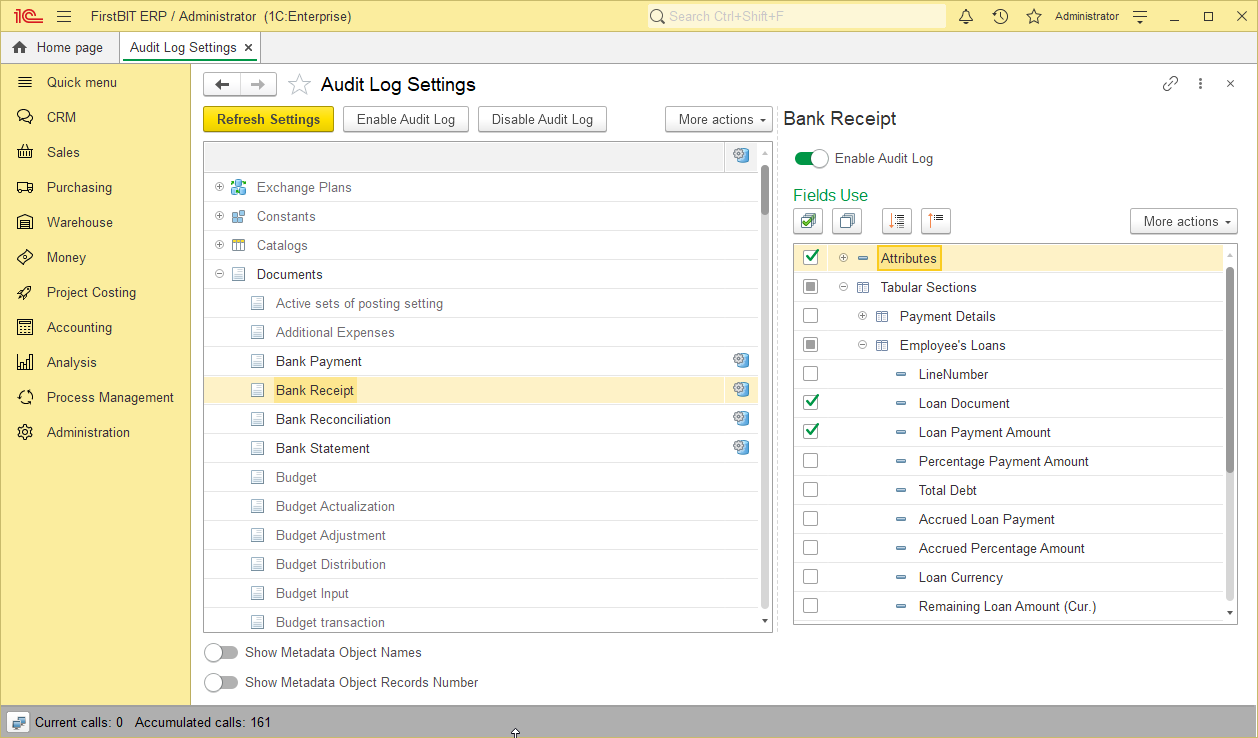 1C FirstBIT ERP / Administrator (1C:Enterprise)
Search Ctrl+Shift+F
Administrator
Home page
Audit Log Settings
Quick menu
CRM
Sales
Purchasing
Warehouse
Money
Project Costing
Accounting
Analysis
Process Management
Administration
Audit Log Settings
Refresh Settings
Enable Audit Log
Disable Audit Log
More actions
Exchange Plans
Constants
Catalogs
Documents
Active sets of posting setting
Additional Expenses
Bank Payment
Bank Receipt
Bank Reconciliation
Bank Statement
Budget
Budget Actualization
Budget Adjustment
Budget Distribution
Budget Input
Budget transaction
Show Metadata Object Names
Show Metadata Object Records Number
Bank Receipt
Enable Audit Log
Fields Use
More actions
Attributes
Tabular Sections
Payment Details
Employee's Loans
LineNumber
Loan Document
Loan Payment Amount
Percentage Payment Amount
Total Debt
Accrued Loan Payment
Accrued Percentage Amount
Loan Currency
Remaining Loan Amount (Cur.)
Current calls: 0 Accumulated calls: 161